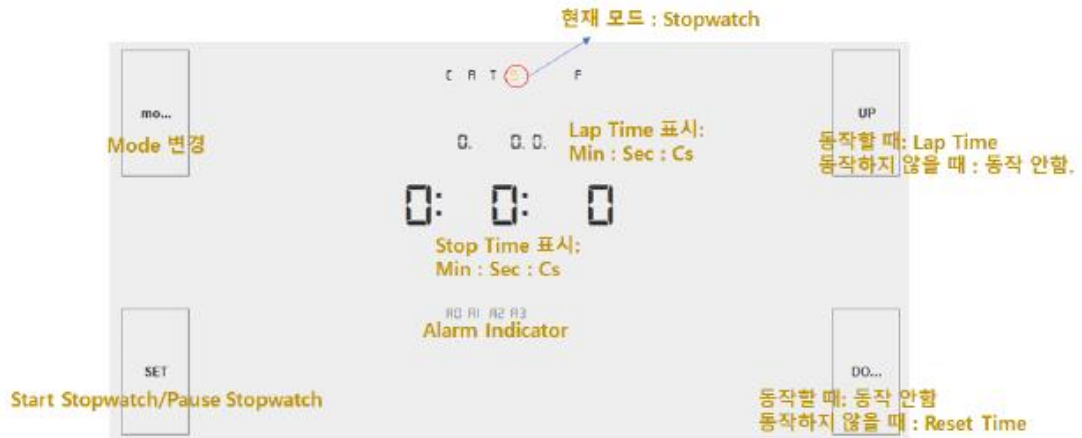 현재 모드 : Stopwatch
C A T S F
mo...
Mode 변경
UP
동작할 때: Lap Time
동작하지 않을 때 : 동작 안함.
0. 0. 0.
Lap Time 표시:
Min : Sec : Cs
0: 0: 0
Stop Time 표시:
Min : Sec : Cs
A0 A1 A2 A3
Alarm Indicator
SET
Start Stopwatch/Pause Stopwatch
DO...
동작할 때: 동작 안함
동작하지 않을 때 : Reset Time